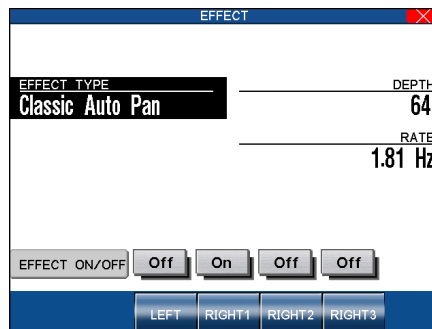 EFFECT
EFFECT TYPE
Classic Auto Pan
DEPTH
64
RATE
1.81 Hz
EFFECT ON/OFF Off On Off Off
LEFT RIGHT1 RIGHT2 RIGHT3